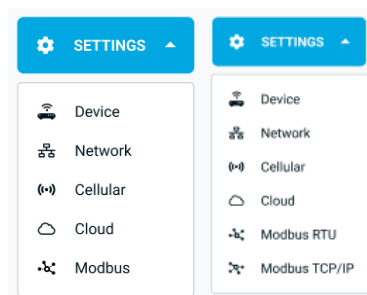 SETTINGS
Device
Network
Cellular
Cloud
Modbus
SETTINGS
Device
Network
Cellular
Cloud
Modbus RTU
Modbus TCP/IP